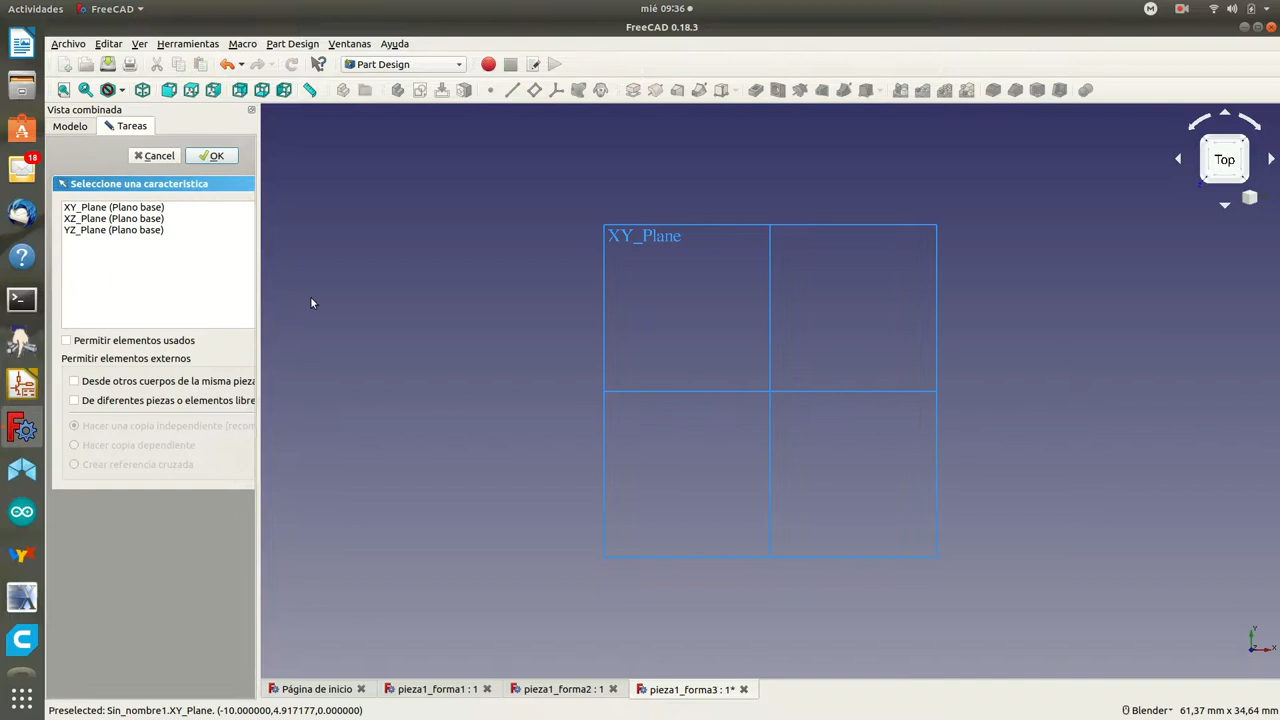 Actividades FreeCAD mié 09:36
FreeCAD 0.18.3
Archivo Editar Ver Herramientas Macro Part Design Ventanas Ayuda
Part Design
Vista combinada
Modelo Tareas
Cancel OK
Seleccione una caracteristica
XY_Plane (Plano base)
XZ_Plane (Plano base)
YZ_Plane (Plano base)
Permitir elementos usados
Permitir elementos externos
Desde otros cuerpos de la misma pieza
De diferentes piezas o elementos libre
Hacer una copia independiente (recom
Hacer copia dependiente
Crear referencia cruzada
18
XY_Plane
Top
Y
X
Z
Página de inicio pieza1_forma1 : 1 pieza1_forma2 : 1 pieza1_forma3 : 1*
Preselected: Sin_nombre1.XY_Plane. (-10.000000,4.917177,0.000000) Blender 61,37 mm x 34,64 mm